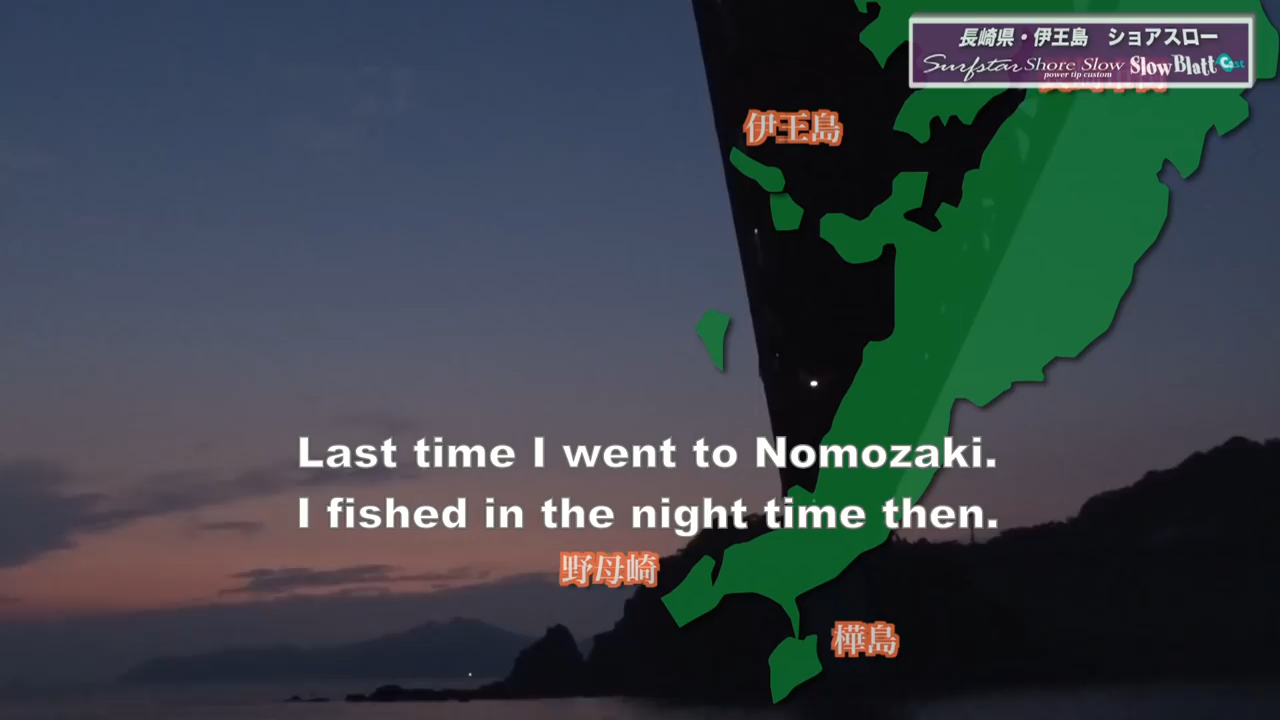 長崎県・伊王島 ショアスロー
Surfstar Shore Slow SlowBlatt Cast
power tip custom
伊王島
Last time I went to Nomozaki.
I fished in the night time then.
野母崎
樺島